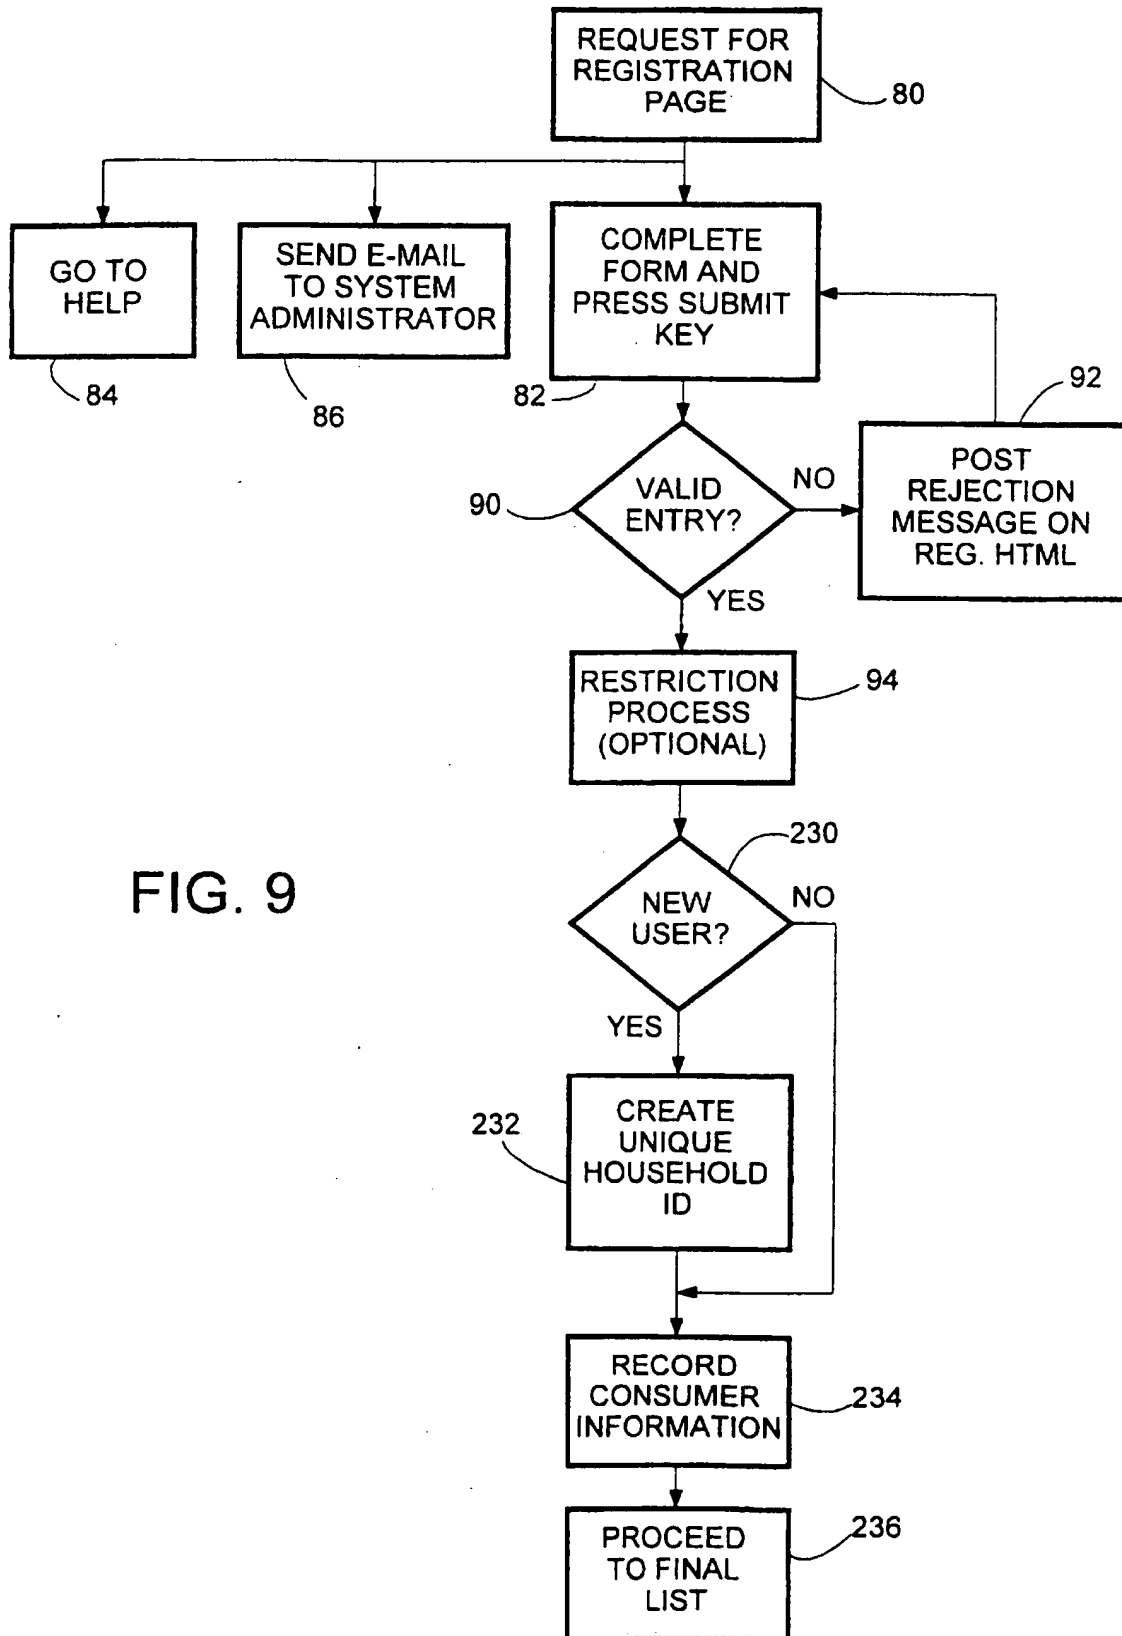 REQUEST FOR
REGISTRATION
PAGE
80
GO TO
HELP
84
SEND E-MAIL
TO SYSTEM
ADMINISTRATOR
86
COMPLETE
FORM AND
PRESS SUBMIT
KEY
82
92
POST
REJECTION
MESSAGE ON
REG. HTML
90
VALID
ENTRY?
NO
YES
RESTRICTION
PROCESS
(OPTIONAL)
94
230
FIG. 9
NEW
USER?
NO
YES
232
CREATE
UNIQUE
HOUSEHOLD
ID
RECORD
CONSUMER
INFORMATION
234
PROCEED
TO FINAL
LIST
236